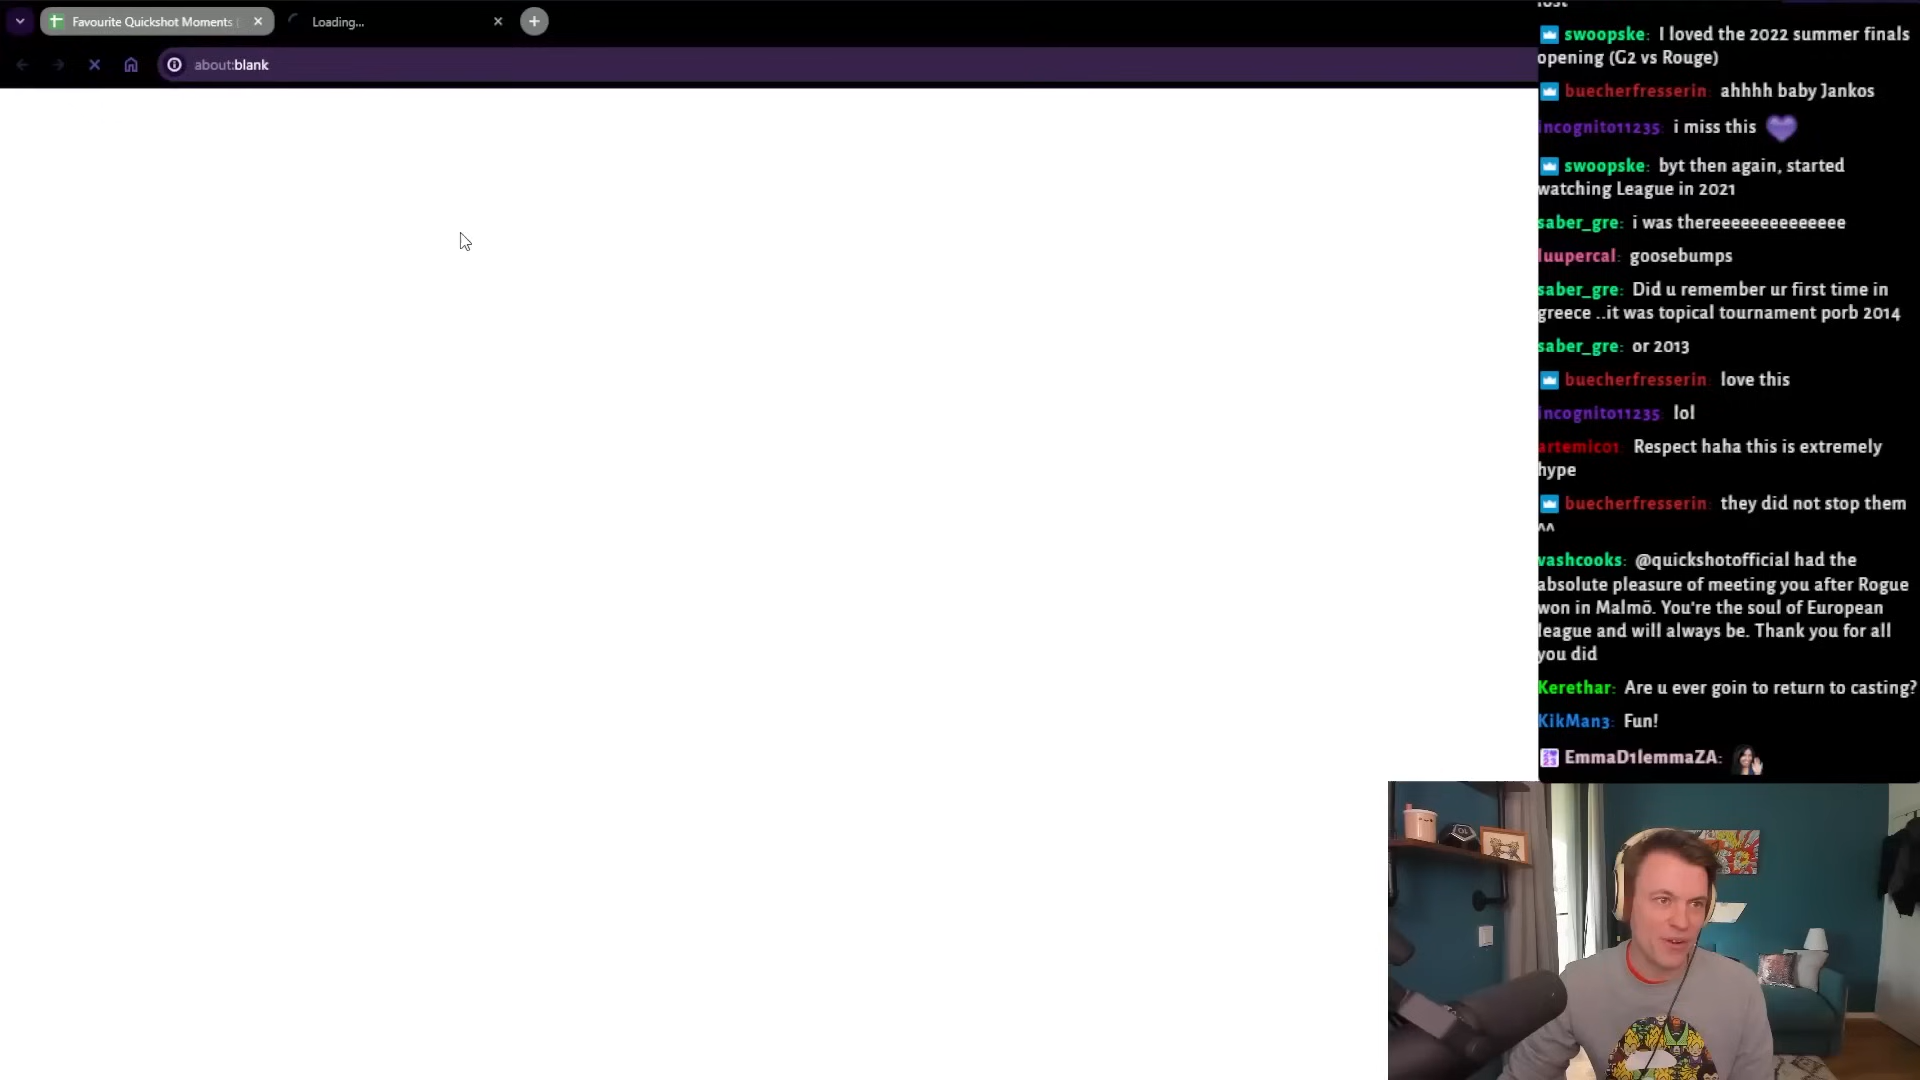 Favourite Quickshot Moments
Loading...
about:blank
swoopske: I loved the 2022 summer finals
opening (G2 vs Rouge)
buecherfresserin: ahhhh baby Jankos
incognito11235: i miss this
swoopske: byt then again, started
watching League in 2021
saber_gre: i was thereeeeeeeeeeeeee
luupercal: goosebumps
saber_gre: Did u remember ur first time in
greece ..it was topical tournament porb 2014
saber_gre: or 2013
buecherfresserin: love this
incognito11235: lol
artemic01 Respect haha this is extremely
hype
buecherfresserin: they did not stop them
^^
vashcooks: @quickshotofficial had the
absolute pleasure of meeting you after Rogue
won in Malmö. You're the soul of European
league and will always be. Thank you for all
you did
Kerethar: Are u ever goin to return to casting?
KikMan3: Fun!
EmmaD1lemmaZA: